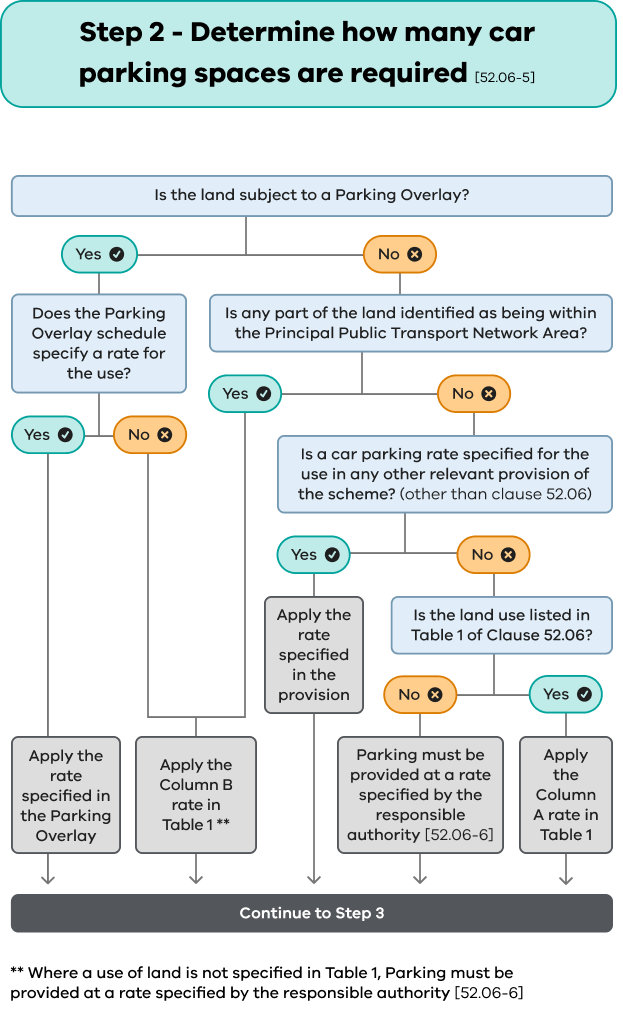 Step 2 - Determine how many car
parking spaces are required [52.06-5]
Is the land subject to a Parking Overlay?
Yes
No
Does the Parking
Overlay schedule
specify a rate for
the use?
Is any part of the land identified as being within
the Principal Public Transport Network Area?
Yes
No
Yes
No
Is a car parking rate specified for the
use in any other relevant provision of
the scheme? (other than clause 52.06)
Yes
No
Apply the
rate
specified
in the
provision
Is the land use listed in
Table 1 of Clause 52.06?
No
Yes
Apply the
rate
specified in
the Parking
Overlay
Apply the
Column B
rate in
Table 1 **
Parking must be
provided at a rate
specified by the
responsible
authority [52.06-6]
Apply
the
Column
A rate in
Table 1
Continue to Step 3
** Where a use of land is not specified in Table 1, Parking must be
provided at a rate specified by the responsible authority [52.06-6]